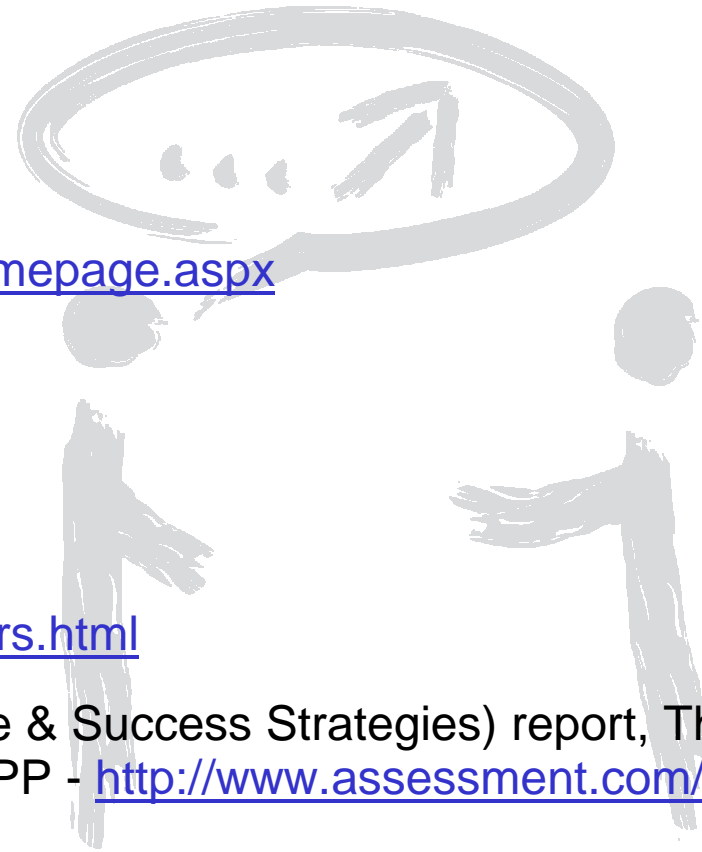 mepage.aspx
rs.html
e & Success Strategies) report, Th
PP - http://www.assessment.com/